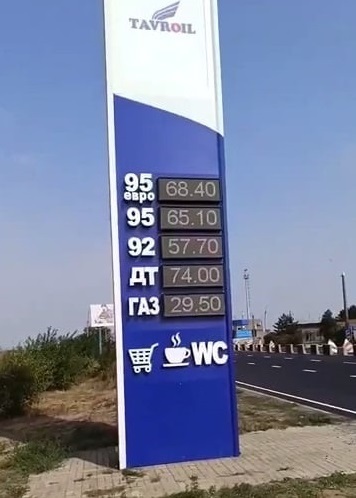 TAVROIL
95 евро 68.40
95 65.10
92 57.70
ДТ 74.00
ГАЗ 29.50
WC